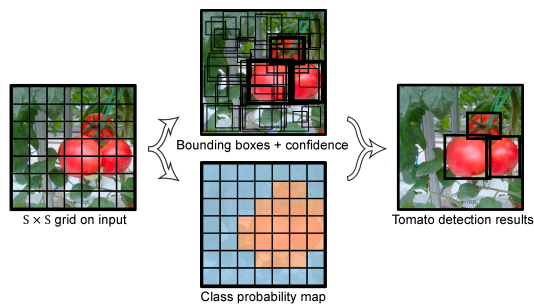 Bounding boxes + confidence
S × S grid on input
Tomato detection results
Class probability map